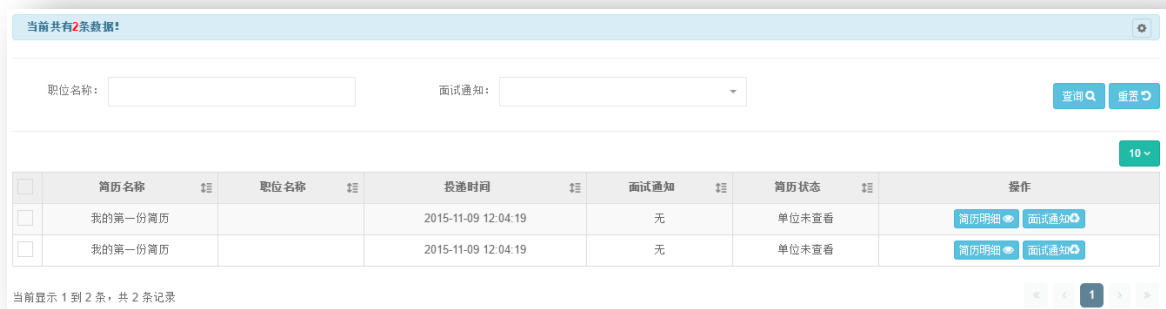 当前共有2条数据!
职位名称: 面试通知:
查询 重置
10
简历名称 职位名称 投递时间 面试通知 简历状态 操作
我的第一份简历 2015-11-09 12:04:19 无 单位未查看 简历明细 面试通知
我的第一份简历 2015-11-09 12:04:19 无 单位未查看 简历明细 面试通知
当前显示 1 到 2 条，共 2 条记录 « ‹ 1 › »